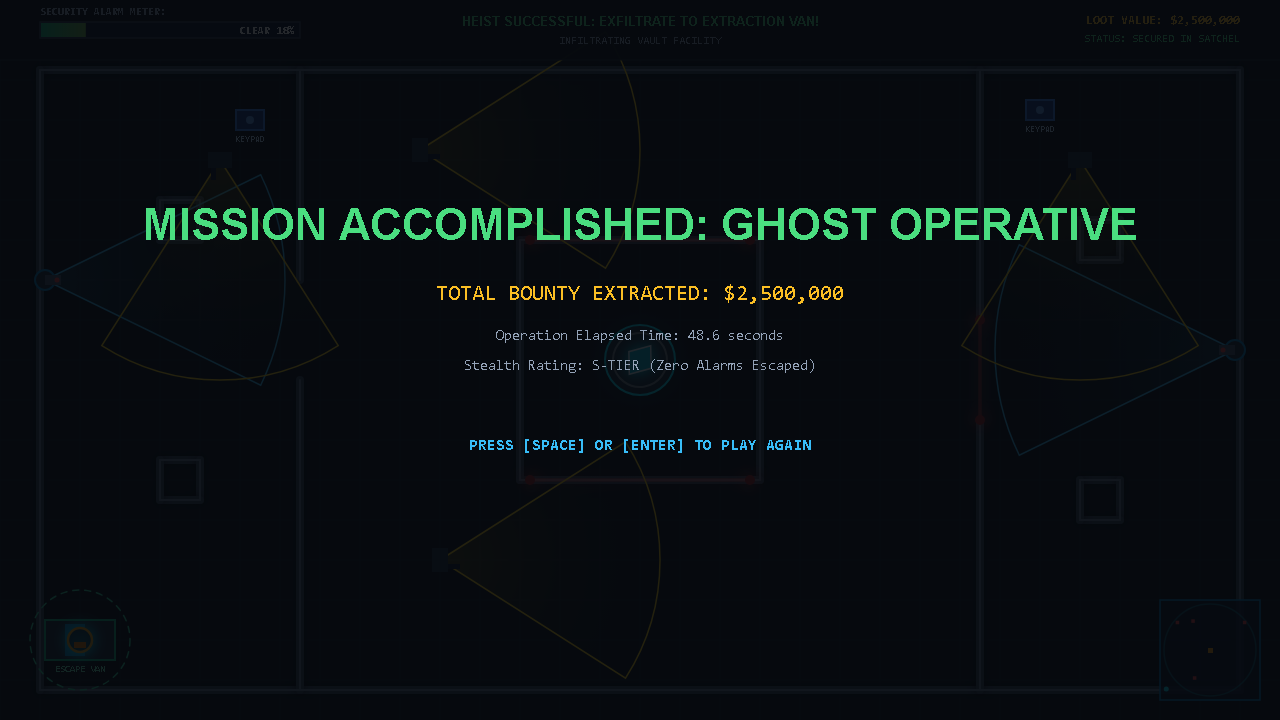 SECURITY ALARM METER:
CLEAR 18%
HEIST SUCCESSFUL: EXFILTRATE TO EXTRACTION VAN!
INFILTRATING VAULT FACILITY
LOOT VALUE: $2,500,000
STATUS: SECURED IN SATCHEL
KEYPAD
KEYPAD
MISSION ACCOMPLISHED: GHOST OPERATIVE
TOTAL BOUNTY EXTRACTED: $2,500,000
Operation Elapsed Time: 48.6 seconds
Stealth Rating: S-TIER (Zero Alarms Escaped)
PRESS [SPACE] OR [ENTER] TO PLAY AGAIN
ESCAPE VAN